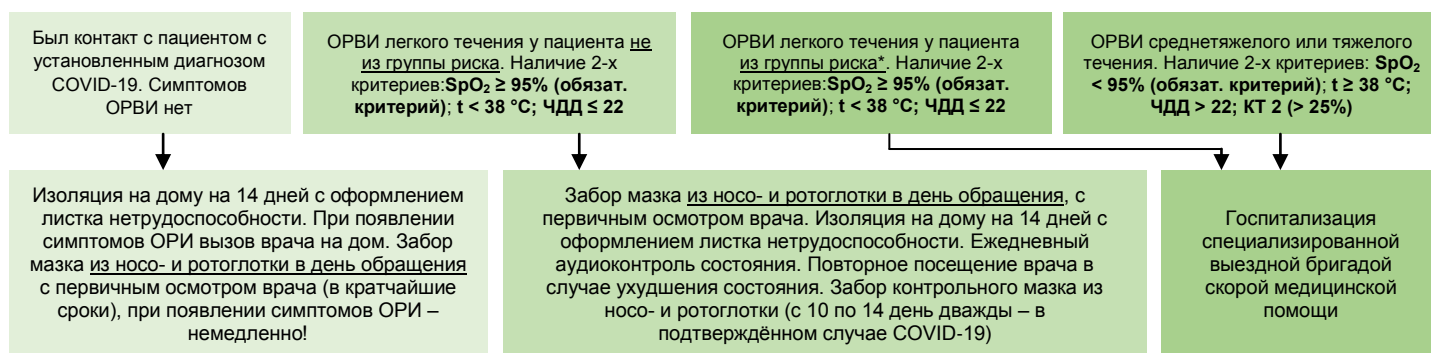 Был контакт с пациентом с
установленным диагнозом
COVID-19. Симптомов
ОРВИ нет
ОРВИ легкого течения у пациента не
из группы риска. Наличие 2-х
критериев:SpO₂ ≥ 95% (обязат.
критерий); t < 38 °C; ЧДД ≤ 22
ОРВИ легкого течения у пациента
из группы риска*. Наличие 2-х
критериев:SpO₂ ≥ 95% (обязат.
критерий); t < 38 °C; ЧДД ≤ 22
ОРВИ среднетяжелого или тяжелого
течения. Наличие 2-х критериев: SpO₂
< 95% (обязат. критерий); t ≥ 38 °C;
ЧДД > 22; КТ 2 (> 25%)
Изоляция на дому на 14 дней с оформлением
листка нетрудоспособности. При появлении
симптомов ОРИ вызов врача на дом. Забор
мазка из носо- и ротоглотки в день обращения
с первичным осмотром врача (в кратчайшие
сроки), при появлении симптомов ОРИ –
немедленно!
Забор мазка из носо- и ротоглотки в день обращения, с
первичным осмотром врача. Изоляция на дому на 14 дней с
оформлением листка нетрудоспособности. Ежедневный
аудиоконтроль состояния. Повторное посещение врача в
случае ухудшения состояния. Забор контрольного мазка из
носо- и ротоглотки (с 10 по 14 день дважды – в
подтверждённом случае COVID-19)
Госпитализация
специализированной
выездной бригадой
скорой медицинской
помощи